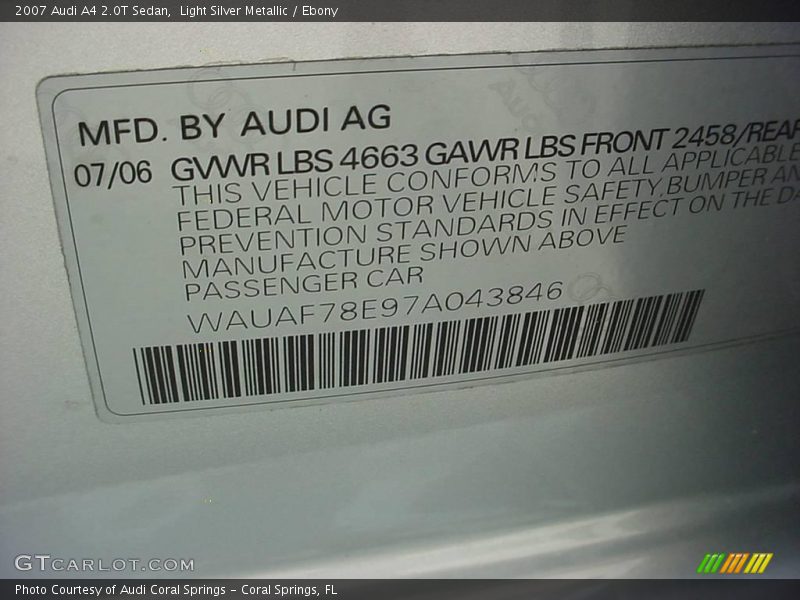 2007 Audi A4 2.0T Sedan,  Light Silver Metallic / Ebony
MFD. BY AUDI AG
07/06 GVWR LBS 4663 GAWR LBS FRONT 2458/REAR
THIS VEHICLE CONFORMS TO ALL APPLICABLE
FEDERAL MOTOR VEHICLE SAFETY, BUMPER AN
PREVENTION STANDARDS IN EFFECT ON THE DA
MANUFACTURE SHOWN ABOVE
PASSENGER CAR
WAUAF78E97A043846
GTCARLOT.COM
Photo Courtesy of Audi Coral Springs – Coral Springs, FL